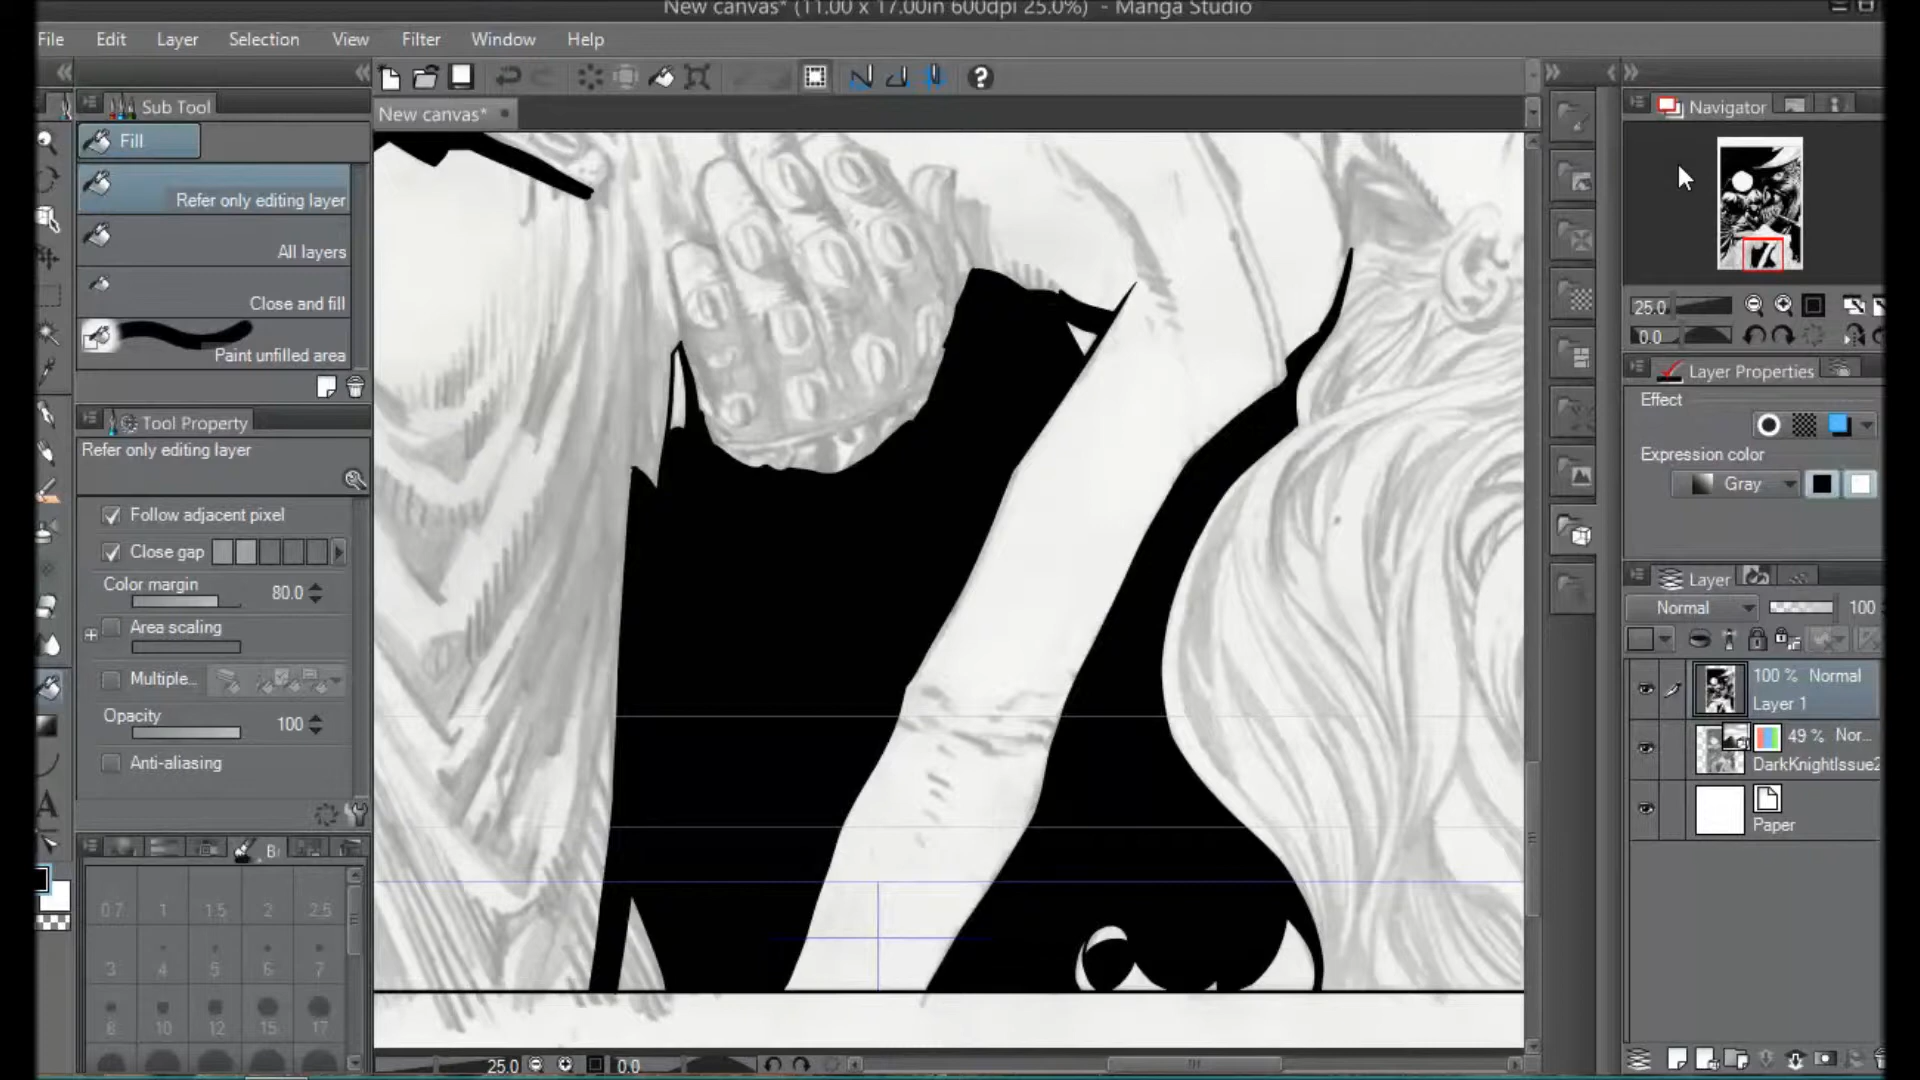 New canvas* (11.00 x 17.00in 600dpi 25.0%) - Manga Studio
File Edit Layer Selection View Filter Window Help
Sub Tool
New canvas*
Navigator
Fill
Refer only editing layer
All layers
Close and fill
Paint unfilled area
25.0
0.0
Layer Properties
Tool Property
Effect
Refer only editing layer
Expression color
Gray
Follow adjacent pixel
Close gap
Color margin
80.0
Area scaling
Layer
Normal
100
Multiple..
100 % Normal
Layer 1
Opacity
100
49 % Nor...
DarkKnightIssue2
Anti-aliasing
Paper
0.7 1 1.5 2 2.5
3 4 5 6 7
8 10 12 15 17
25.0
0.0